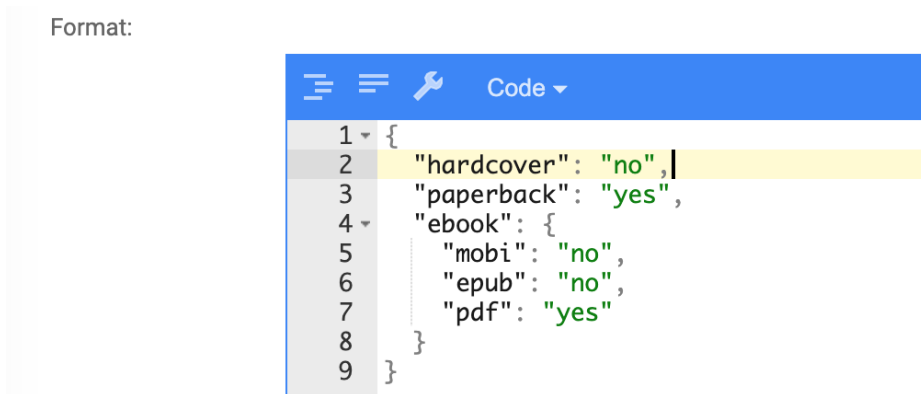 Format:
Code
1 {
2 "hardcover": "no",
3 "paperback": "yes",
4 "ebook": {
5 "mobi": "no",
6 "epub": "no",
7 "pdf": "yes"
8 }
9 }